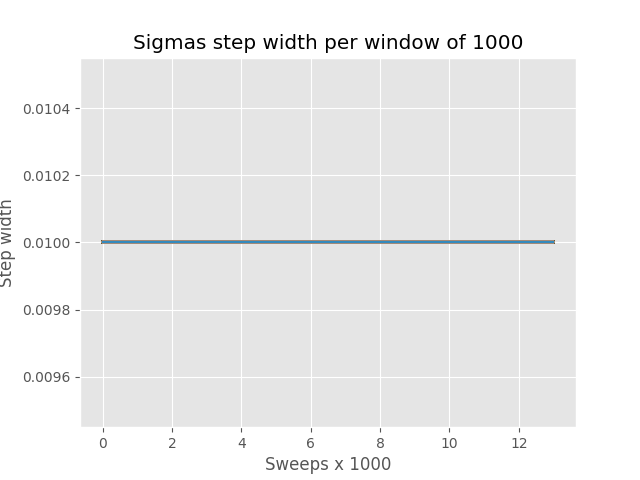 Sigmas step width per window of 1000
0.0104
0.0102
0.0100
0.0098
0.0096
Step width
0 2 4 6 8 10 12
Sweeps x 1000